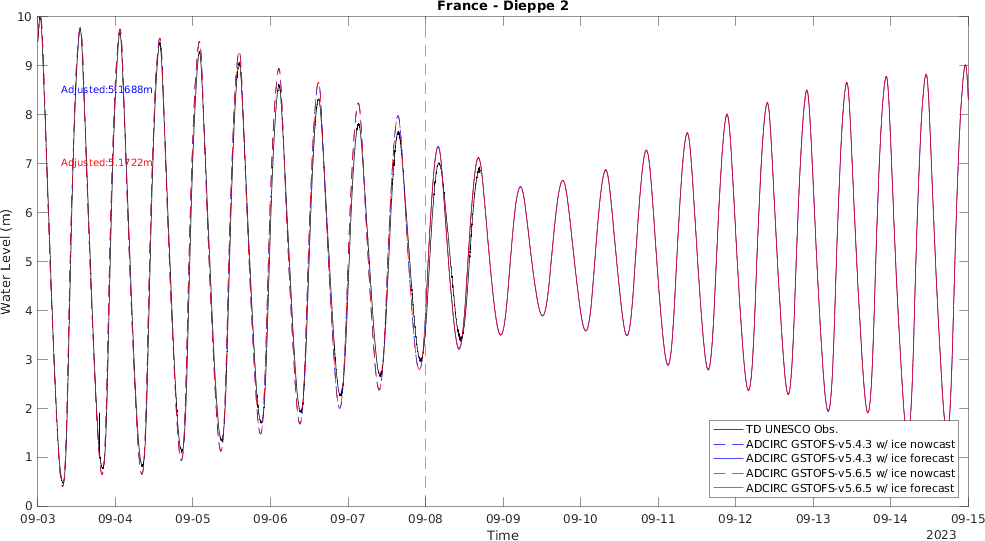 France - Dieppe 2
10
9
8
7
6
5
4
3
2
1
0
Water Level (m)
Adjusted:5.1688m
Adjusted:5.1722m
TD UNESCO Obs.
ADCIRC GSTOFS-v5.4.3 w/ ice nowcast
ADCIRC GSTOFS-v5.4.3 w/ ice forecast
ADCIRC GSTOFS-v5.6.5 w/ ice nowcast
ADCIRC GSTOFS-v5.6.5 w/ ice forecast
09-03 09-04 09-05 09-06 09-07 09-08 09-09 09-10 09-11 09-12 09-13 09-14 09-15
Time
2023